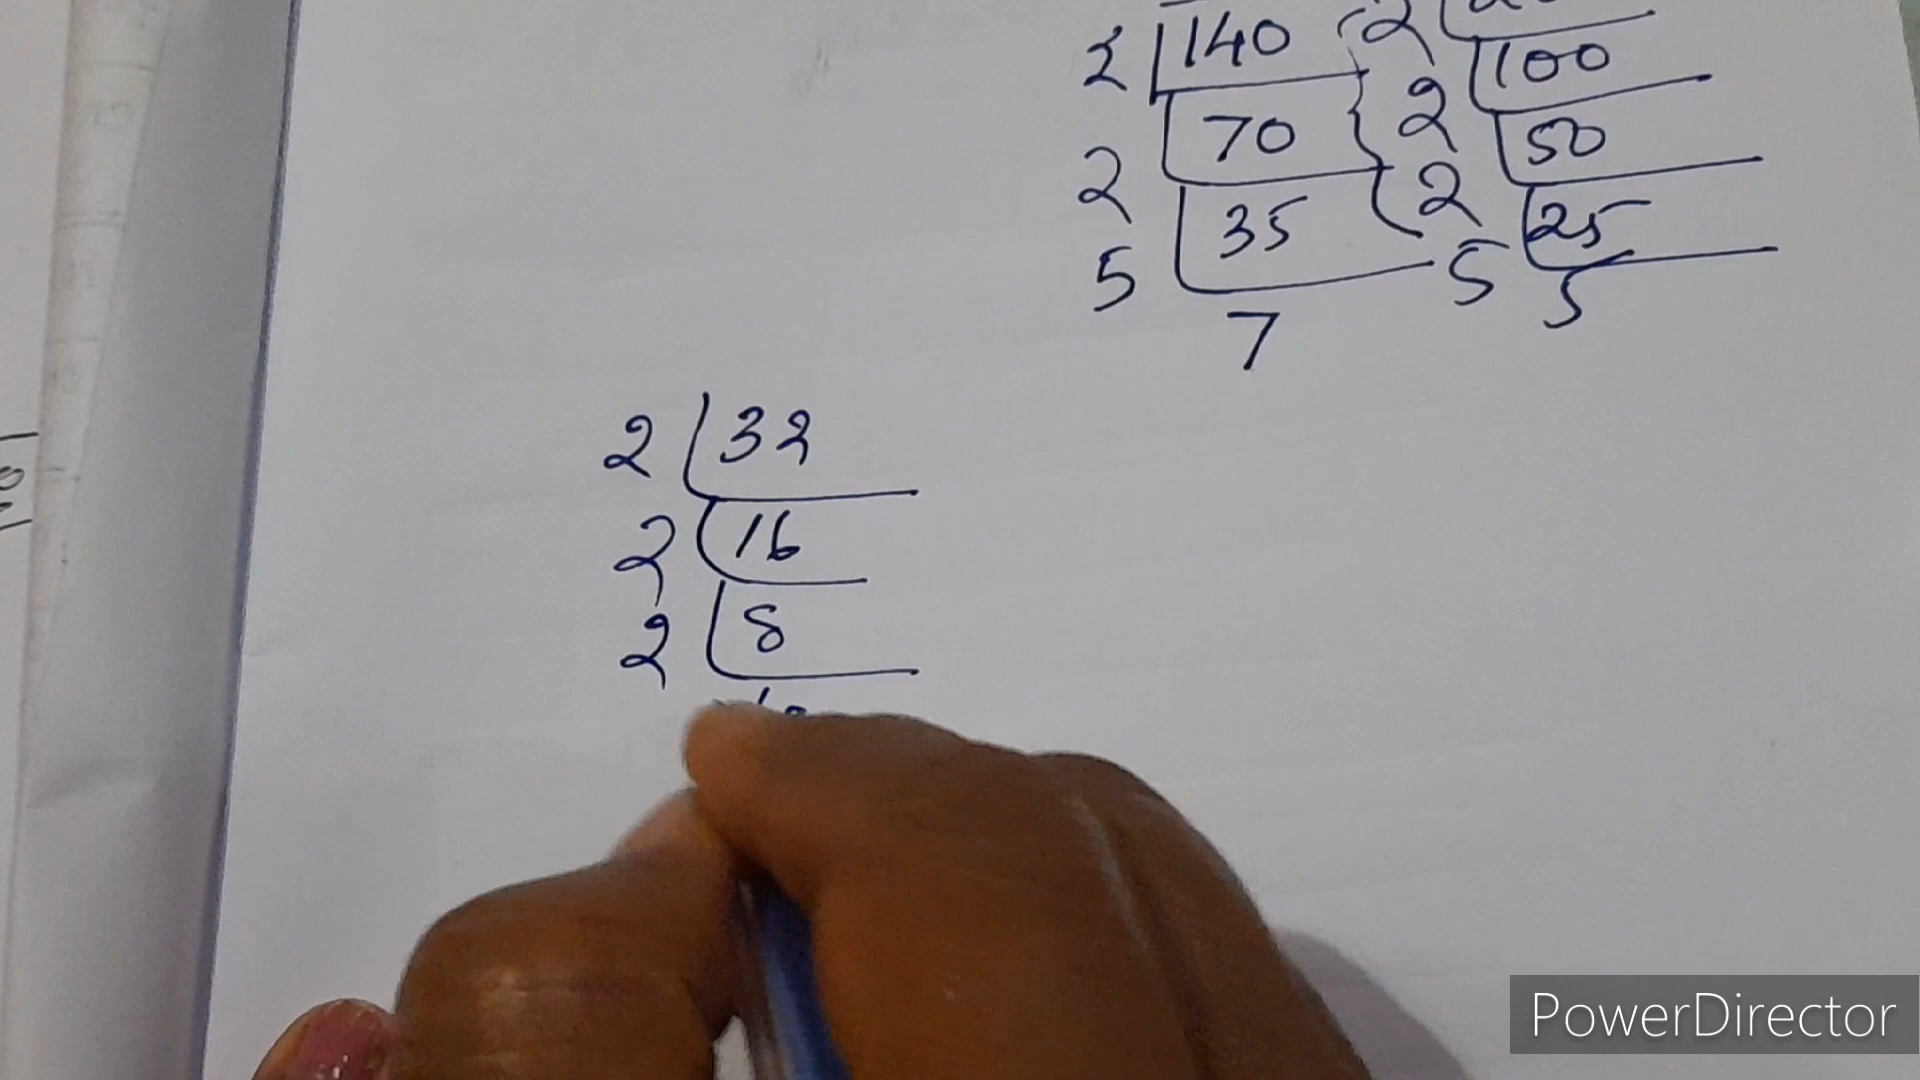 2 | 140
2 | 70
5 | 35
7
2
2 | 100
2 | 50
5 | 25
5
2 | 32
2 | 16
2 | 8
PowerDirector